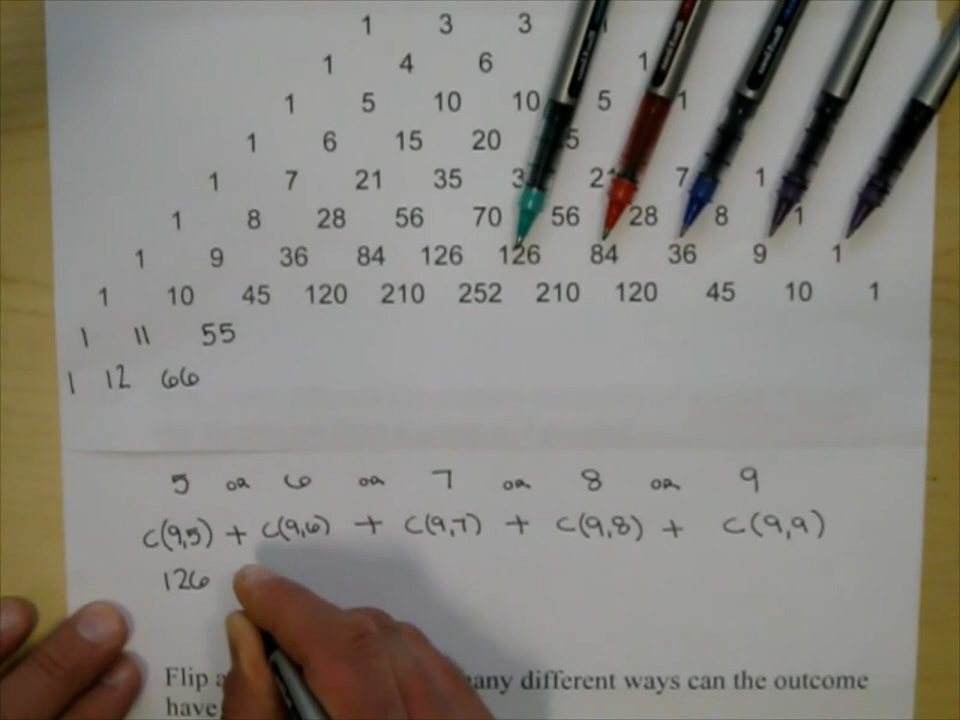 1 3 3
1 4 6 1
1 5 10 10 5 1
1 6 15 20
1 7 21 35 7 1
1 8 28 56 70 56 28 8 1
1 9 36 84 126 126 84 36 9 1
1 10 45 120 210 252 210 120 45 10 1
1 11 55
1 12 66
5 or 6 or 7 or 8 or 9
C(9,5) + C(9,6) + C(9,7) + C(9,8) + C(9,9)
126
Flip different ways can the outcome
have